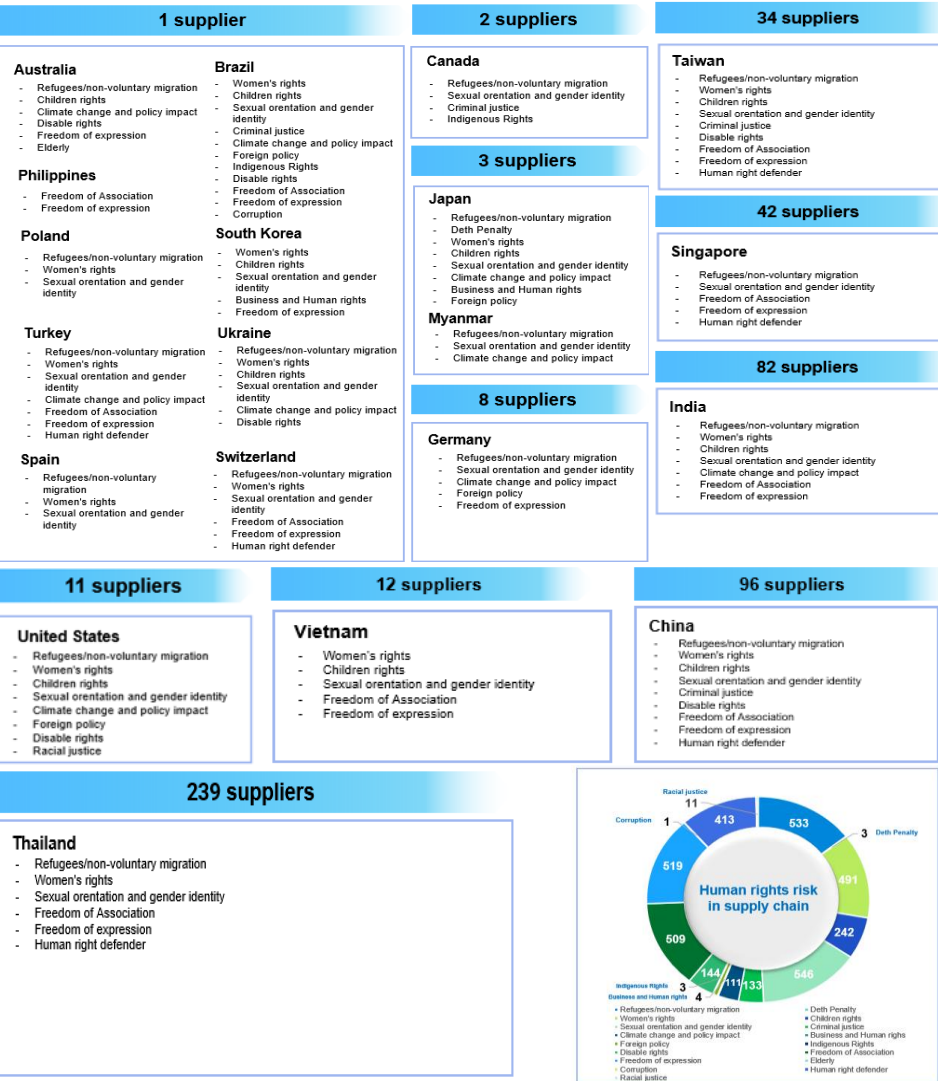 1 supplier
Australia
- Refugees/non-voluntary migration
- Children rights
- Climate change and policy impact
- Disable rights
- Freedom of expression
- Elderly
Philippines
- Freedom of Association
- Freedom of expression
Poland
- Refugees/non-voluntary migration
- Women's rights
- Sexual orentation and gender
identity
Turkey
- Refugees/non-voluntary migration
- Women's rights
- Sexual orentation and gender
identity
- Climate change and policy impact
- Freedom of Association
- Freedom of expression
- Human right defender
Spain
- Refugees/non-voluntary
migration
- Women's rights
- Sexual orentation and gender
identity
Brazil
- Women's rights
- Children rights
- Sexual orentation and gender
identity
- Criminal justice
- Climate change and policy impact
- Foreign policy
- Indigenous Rights
- Disable rights
- Freedom of Association
- Freedom of expression
- Corruption
South Korea
- Women's rights
- Children rights
- Sexual orentation and gender
identity
- Business and Human rights
- Freedom of expression
Ukraine
- Refugees/non-voluntary migration
- Women's rights
- Children rights
- Sexual orentation and gender
identity
- Climate change and policy impact
- Disable rights
Switzerland
- Refugees/non-voluntary migration
- Women's rights
- Sexual orentation and gender
identity
- Freedom of Association
- Freedom of expression
- Human right defender
2 suppliers
Canada
- Refugees/non-voluntary migration
- Sexual orentation and gender identity
- Criminal justice
- Indigenous Rights
3 suppliers
Japan
- Refugees/non-voluntary migration
- Deth Penalty
- Women's rights
- Children rights
- Sexual orentation and gender identity
- Climate change and policy impact
- Business and Human rights
- Foreign policy
Myanmar
- Refugees/non-voluntary migration
- Sexual orentation and gender identity
- Climate change and policy impact
8 suppliers
Germany
- Refugees/non-voluntary migration
- Sexual orentation and gender identity
- Climate change and policy impact
- Foreign policy
- Freedom of expression
34 suppliers
Taiwan
- Refugees/non-voluntary migration
- Women's rights
- Children rights
- Sexual orentation and gender identity
- Criminal justice
- Disable rights
- Freedom of Association
- Freedom of expression
- Human right defender
42 suppliers
Singapore
- Refugees/non-voluntary migration
- Sexual orentation and gender identity
- Freedom of Association
- Freedom of expression
- Human right defender
82 suppliers
India
- Refugees/non-voluntary migration
- Women's rights
- Children rights
- Sexual orentation and gender identity
- Climate change and policy impact
- Freedom of Association
- Freedom of expression
11 suppliers
United States
- Refugees/non-voluntary migration
- Women's rights
- Children rights
- Sexual orentation and gender identity
- Climate change and policy impact
- Foreign policy
- Disable rights
- Racial justice
12 suppliers
Vietnam
- Women's rights
- Children rights
- Sexual orentation and gender identity
- Freedom of Association
- Freedom of expression
96 suppliers
China
- Refugees/non-voluntary migration
- Women's rights
- Children rights
- Sexual orentation and gender identity
- Criminal justice
- Disable rights
- Freedom of Association
- Freedom of expression
- Human right defender
239 suppliers
Thailand
- Refugees/non-voluntary migration
- Women's rights
- Sexual orentation and gender identity
- Freedom of Association
- Freedom of expression
- Human right defender
Racial justice
11
413
533
Corruption 1
3 Deth Penalty
519
491
Human rights risk
in supply chain
242
509
546
144
111
133
Indigenous Rights 3
Business and Human rights 4
Refugees/non-voluntary migration
Women's rights
Sexual orentation and gender identity
Climate change and policy impact
Foreign policy
Disable rights
Freedom of expression
Corruption
Racial justice
Deth Penalty
Children rights
Criminal justice
Business and Human righs
Indigenous Rights
Freedom of Association
Elderly
Human right defender